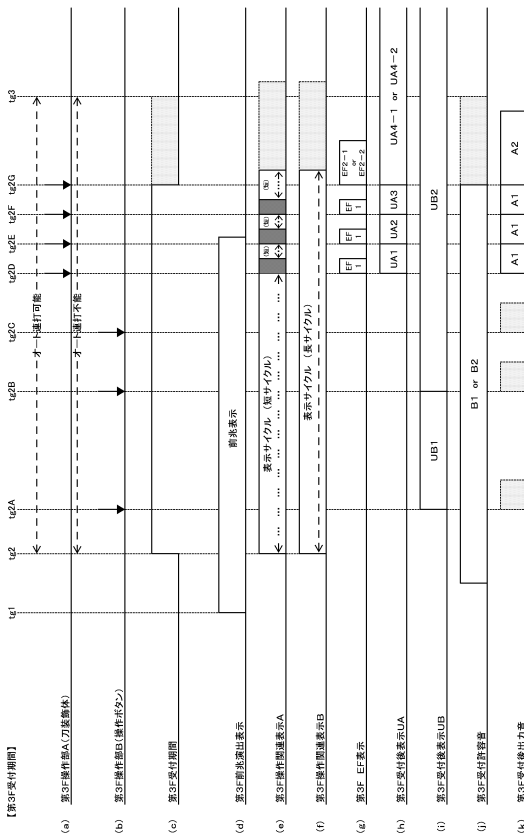 【第3F受付期間】
tg1 tg2 tg2A tg2B tg2C tg2D tg2E tg2F tg2G tg3
オート連打可能
(a) 第3F操作部A(刀装飾体)
オート連打不能
(b) 第3F操作部B(操作ボタン)
(c) 第3F受付期間
前兆表示
(d) 第3F前兆演出表示
表示サイクル(短サイクル) (短) (短) (短)
(e) 第3F操作関連表示A
表示サイクル(長サイクル)
(f) 第3F操作関連表示B
EF1 EF1 EF1 EF2-1 or EF2-2
(g) 第3F EF表示
UA1 UA2 UA3 UA4-1 or UA4-2
(h) 第3F受付後表示UA
UB1 UB2
(i) 第3F受付後表示UB
B1 or B2
(j) 第3F受付許容音
A1 A1 A1 A2
(k) 第3F受付後出力音